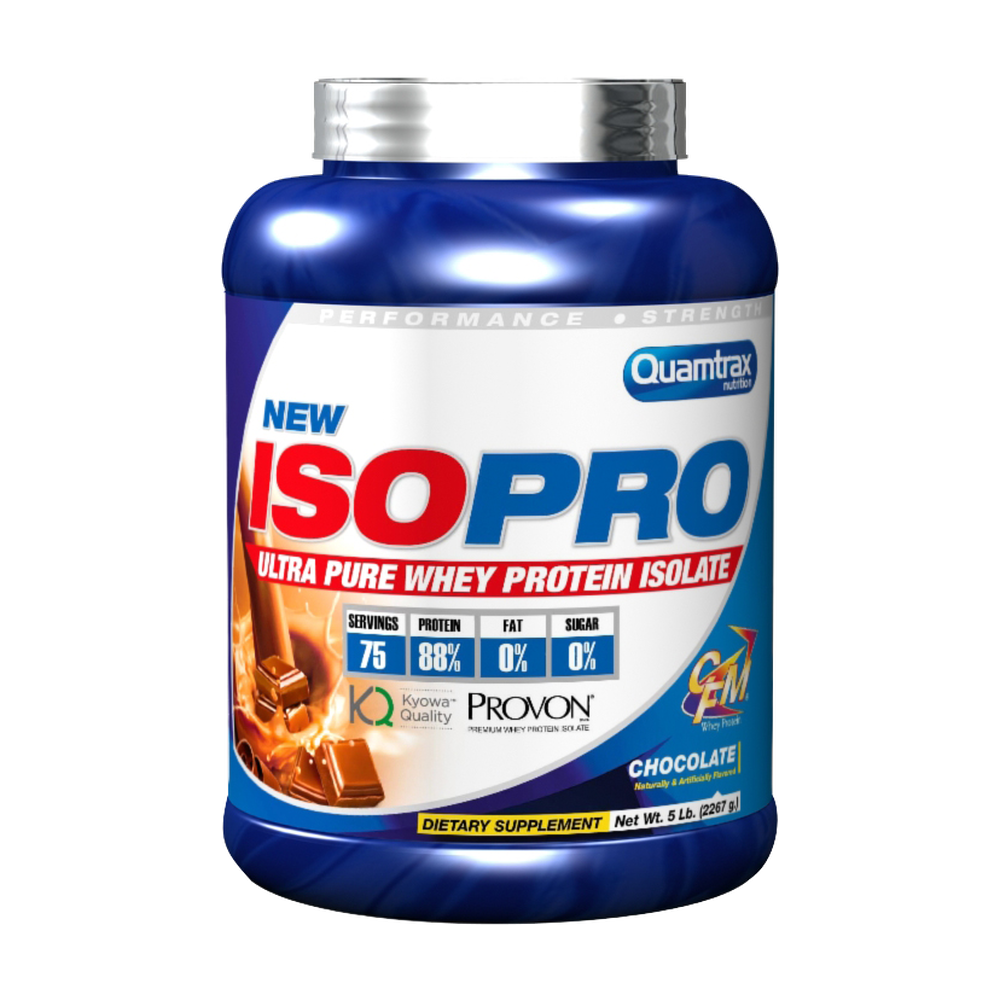 PERFORMANCE • STRENGTH
Quamtrax
nutrition
NEW
ISOPRO
ULTRA PURE WHEY PROTEIN ISOLATE
SERVINGS PROTEIN FAT SUGAR
75 88% 0% 0%
KQ Kyowa™
Quality
PROVON®
PREMIUM WHEY PROTEIN ISOLATE
CFM®
Whey Protein
CHOCOLATE
Naturally & Artificially Flavored
DIETARY SUPPLEMENT Net Wt. 5 Lb. (2267 g.)